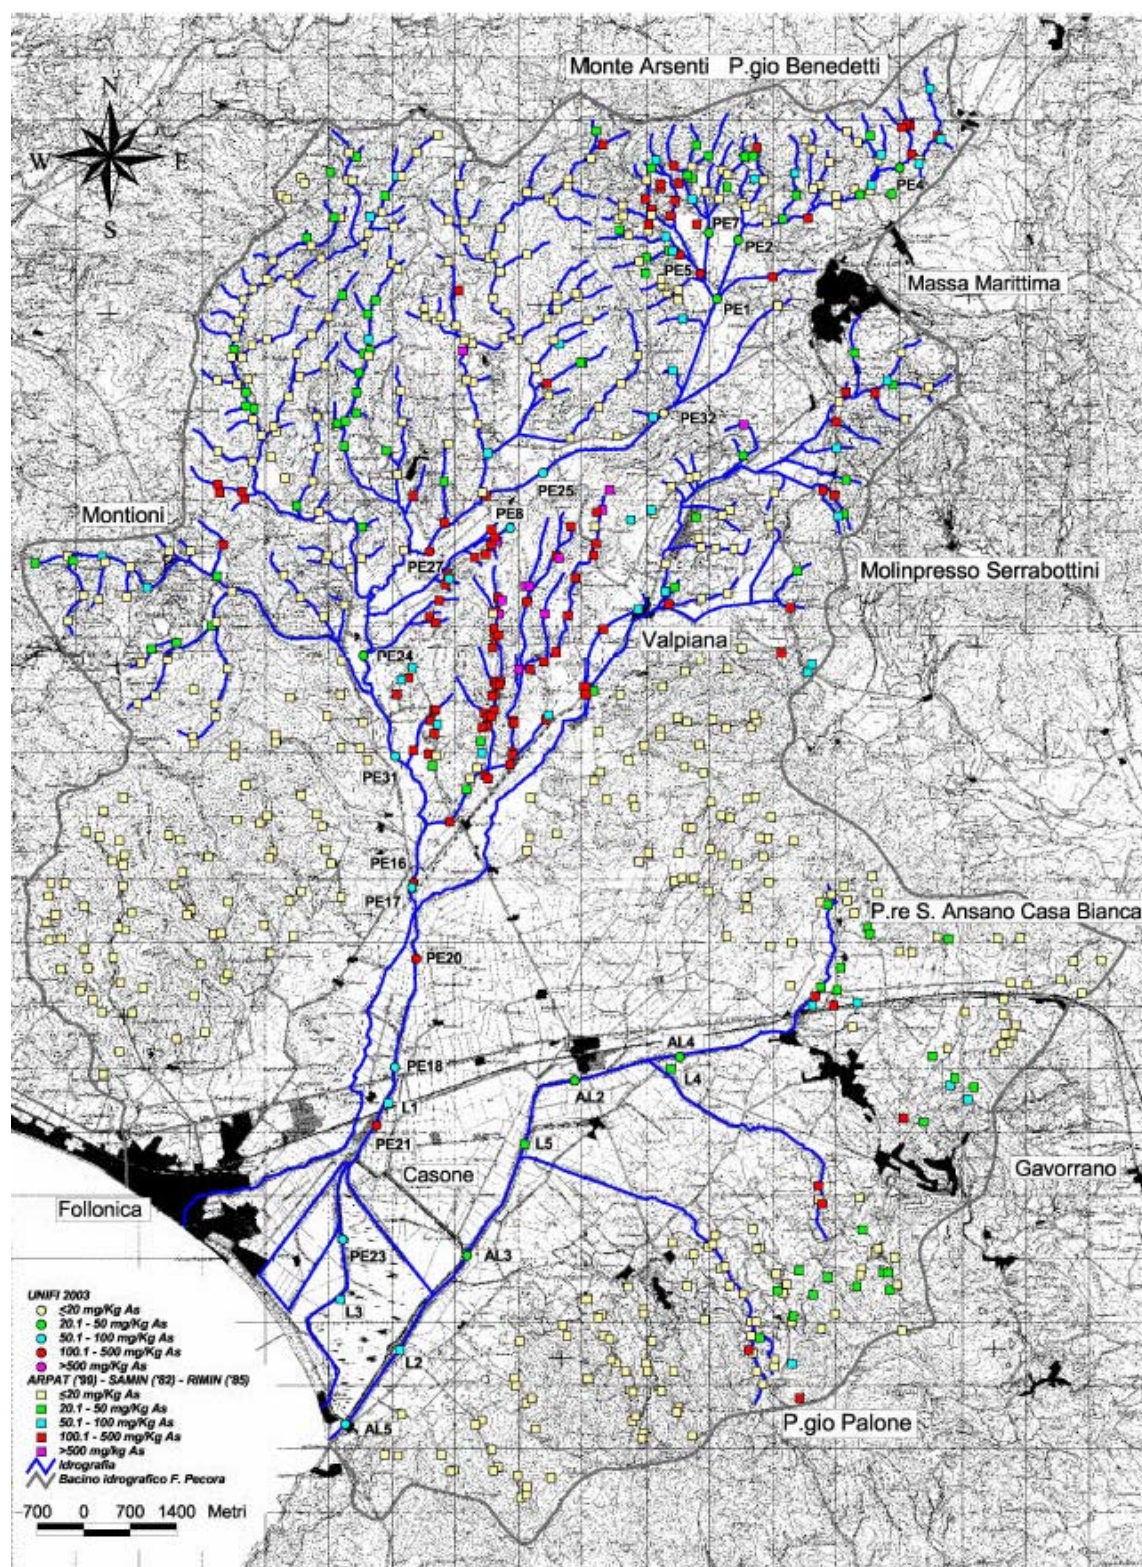 Monte Arsenti P.gio Benedetti
N
W E
S
PE4
PE7
PE2
PE5
Massa Marittima
PE1
PE32
PE25
Montioni
PE8
PE27
Molinpresso Serrabottini
Valpiana
PE24
PE31
PE16
PE17
P.re S. Ansano Casa Bianca
PE20
AL4
PE18
L4
AL2
L1
PE21
L5
Casone
Gavorrano
Follonica
PE23
AL3
L3
L2
P.gio Palone
AL5
UNIFI 2003
≤20 mg/Kg As
20.1 - 50 mg/Kg As
50.1 - 100 mg/Kg As
100.1 - 500 mg/Kg As
>500 mg/Kg As
ARPAT ('99) - SAMIN ('82) - RIMIN ('85)
≤20 mg/Kg As
20.1 - 50 mg/Kg As
50.1 - 100 mg/Kg As
100.1 - 500 mg/Kg As
>500 mg/kg As
Idrografia
Bacino idrografico F. Pecora
700 0 700 1400 Metri